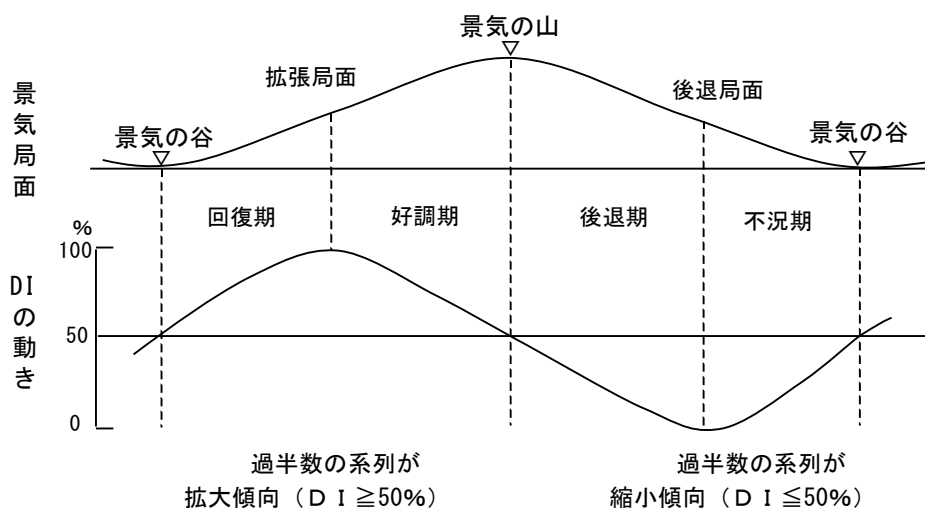 景気の山
拡張局面
後退局面
景気局面
景気の谷
景気の谷
回復期
好調期
後退期
不況期
%
100
DIの動き
50
0
過半数の系列が
拡大傾向（ＤＩ≧50%）
過半数の系列が
縮小傾向（ＤＩ≦50%）